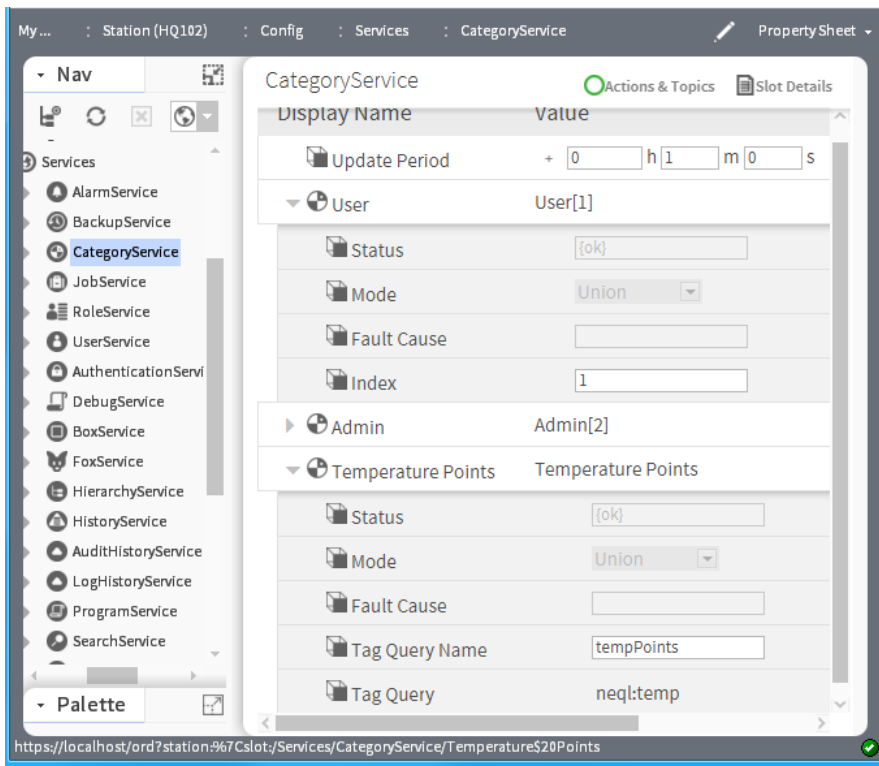 My ... : Station (HQ102) : Config : Services : CategoryService Property Sheet
Nav
Services
AlarmService
BackupService
CategoryService
JobService
RoleService
UserService
AuthenticationServi
DebugService
BoxService
FoxService
HierarchyService
HistoryService
AuditHistoryService
LogHistoryService
ProgramService
SearchService
Palette
CategoryService Actions & Topics Slot Details
Display Name Value
Update Period + 0 h 1 m 0 s
User User[1]
Status {ok}
Mode Union
Fault Cause
Index 1
Admin Admin[2]
Temperature Points Temperature Points
Status {ok}
Mode Union
Fault Cause
Tag Query Name tempPoints
Tag Query neql:temp
https://localhost/ord?station:%7Cslot:/Services/CategoryService/Temperature$20Points